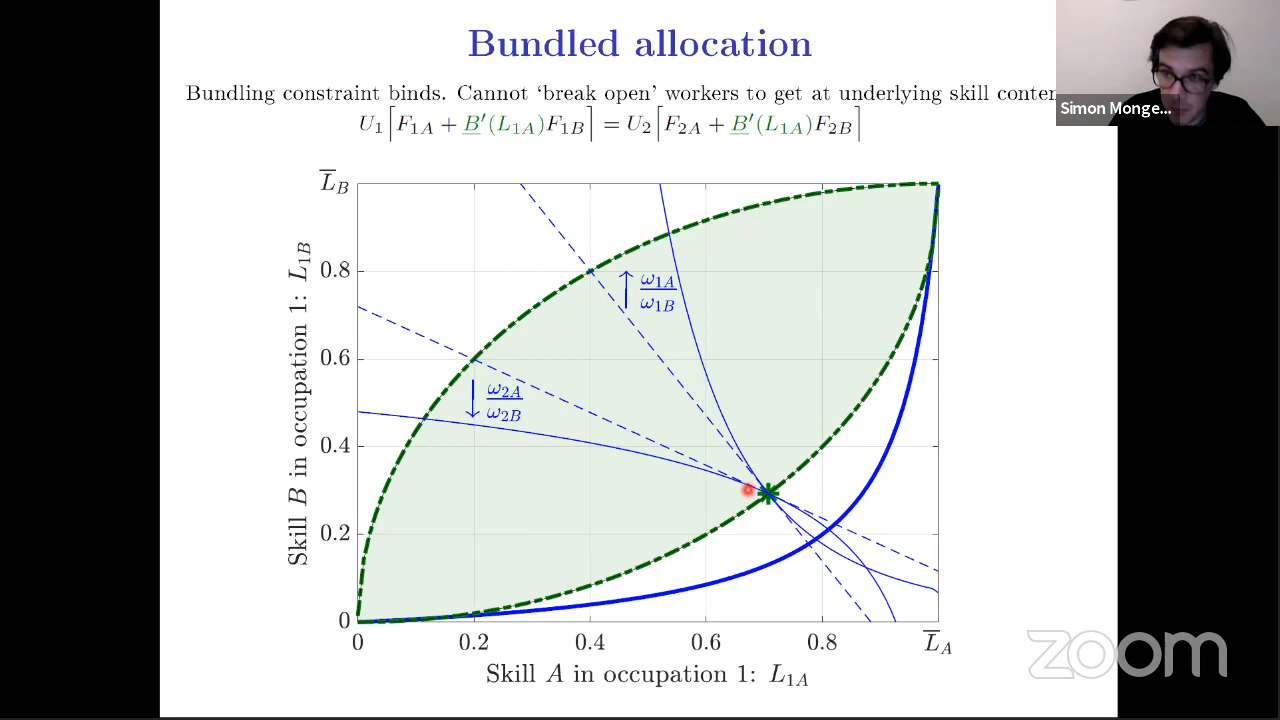 Bundled allocation
Bundling constraint binds. Cannot ‘break open’ workers to get at underlying skill conten
U₁[F₁A + B′(L₁A)F₁B] = U₂[F₂A + B′(L₁A)F₂B]
Simon Monge...
L̅B
0.8
0.6
0.4
0.2
0
Skill B in occupation 1: L₁B
↑ ω₁A/ω₁B
↓ ω₂A/ω₂B
0 0.2 0.4 0.6 0.8 L̅A
Skill A in occupation 1: L₁A
zoom